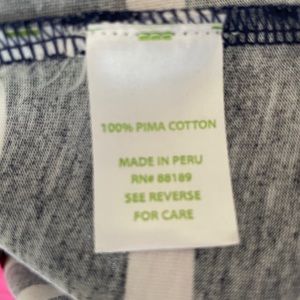 100% PIMA COTTON
MADE IN PERU
RN# 88189
SEE REVERSE
FOR CARE